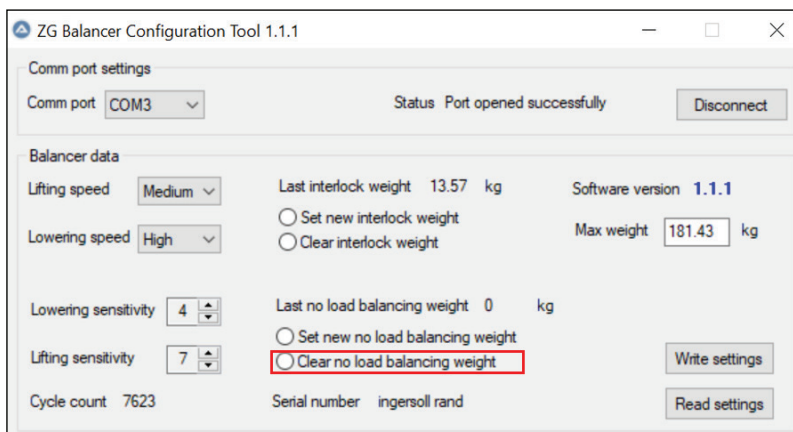 ZG Balancer Configuration Tool 1.1.1
Comm port settings
Comm port COM3 Status Port opened successfully Disconnect
Balancer data
Lifting speed Medium Last interlock weight 13.57 kg Software version 1.1.1
Set new interlock weight
Lowering speed High Clear interlock weight Max weight 181.43 kg
Lowering sensitivity 4 Last no load balancing weight 0 kg
Set new no load balancing weight
Lifting sensitivity 7 Clear no load balancing weight Write settings
Cycle count 7623 Serial number ingersoll rand Read settings